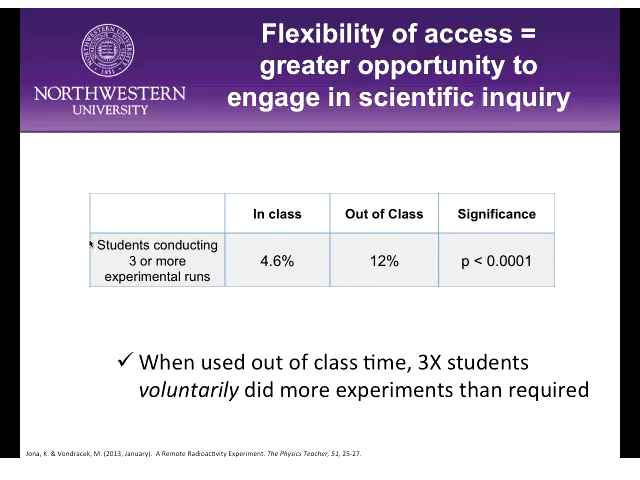 Flexibility of access =
greater opportunity to
engage in scientific inquiry
NORTHWESTERN
UNIVERSITY
In class Out of Class Significance
Students conducting
3 or more
experimental runs
4.6% 12% p < 0.0001
✓ When used out of class time, 3X students
voluntarily did more experiments than required
Jona, K. & Vondracek, M. (2013, January). A Remote Radioactivity Experiment. The Physics Teacher, 51, 25-27.